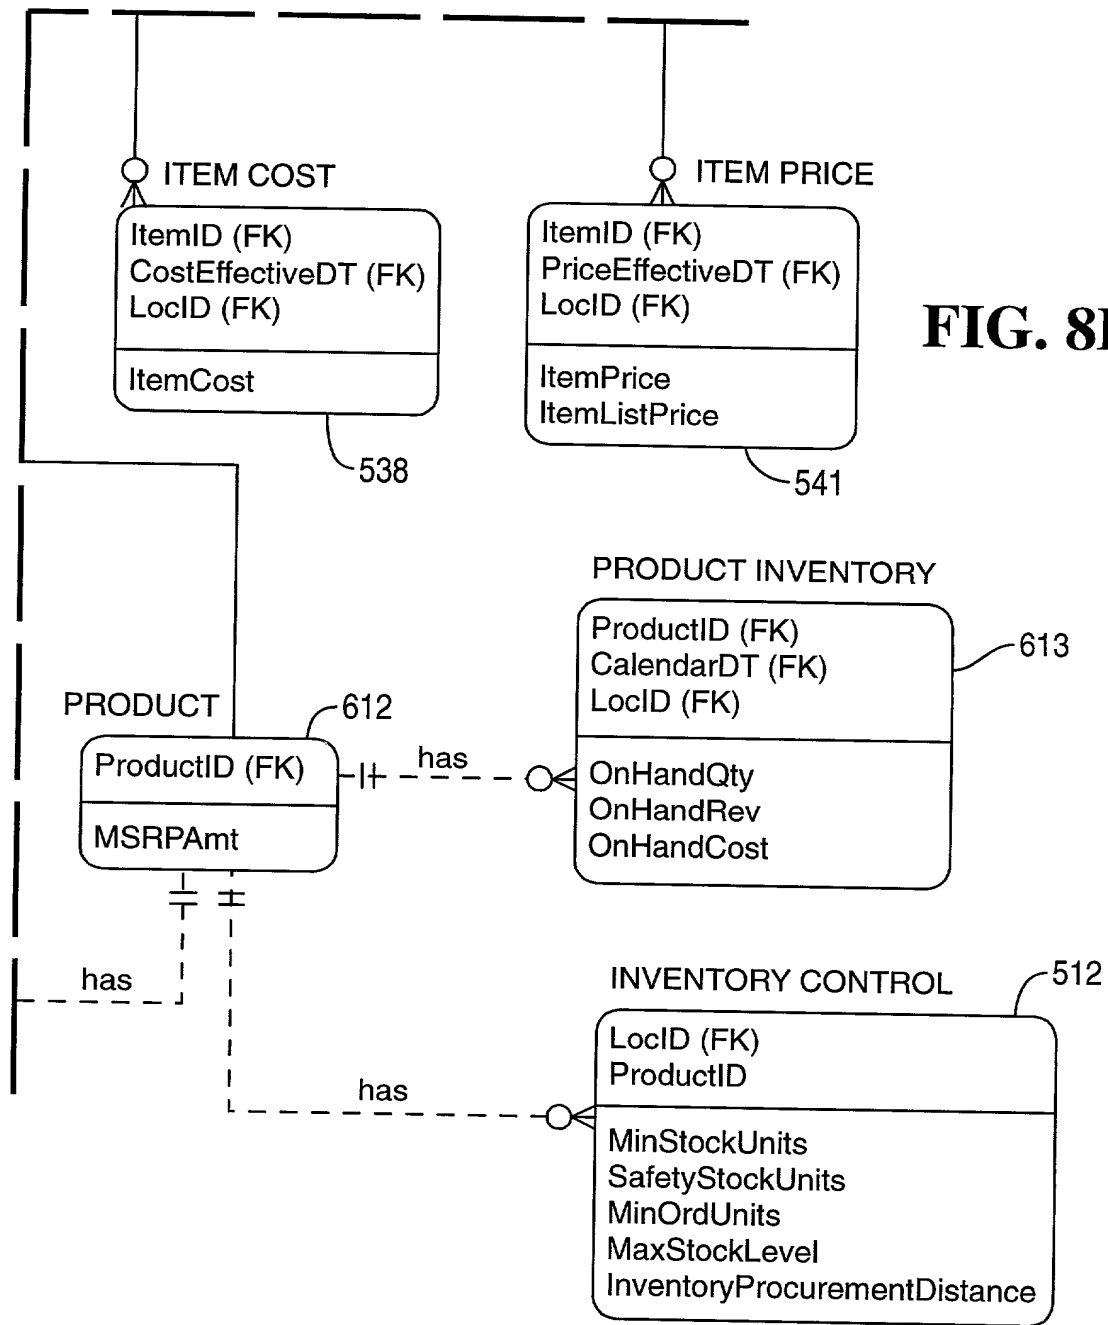 ITEM COST
ItemID (FK)
CostEffectiveDT (FK)
LocID (FK)
ItemCost
538
ITEM PRICE
ItemID (FK)
PriceEffectiveDT (FK)
LocID (FK)
ItemPrice
ItemListPrice
541
FIG. 8
PRODUCT INVENTORY
ProductID (FK)
CalendarDT (FK)
LocID (FK)
OnHandQty
OnHandRev
OnHandCost
613
PRODUCT
612
ProductID (FK)
MSRPAmt
has
has
has
INVENTORY CONTROL
512
LocID (FK)
ProductID
MinStockUnits
SafetyStockUnits
MinOrdUnits
MaxStockLevel
InventoryProcurementDistance